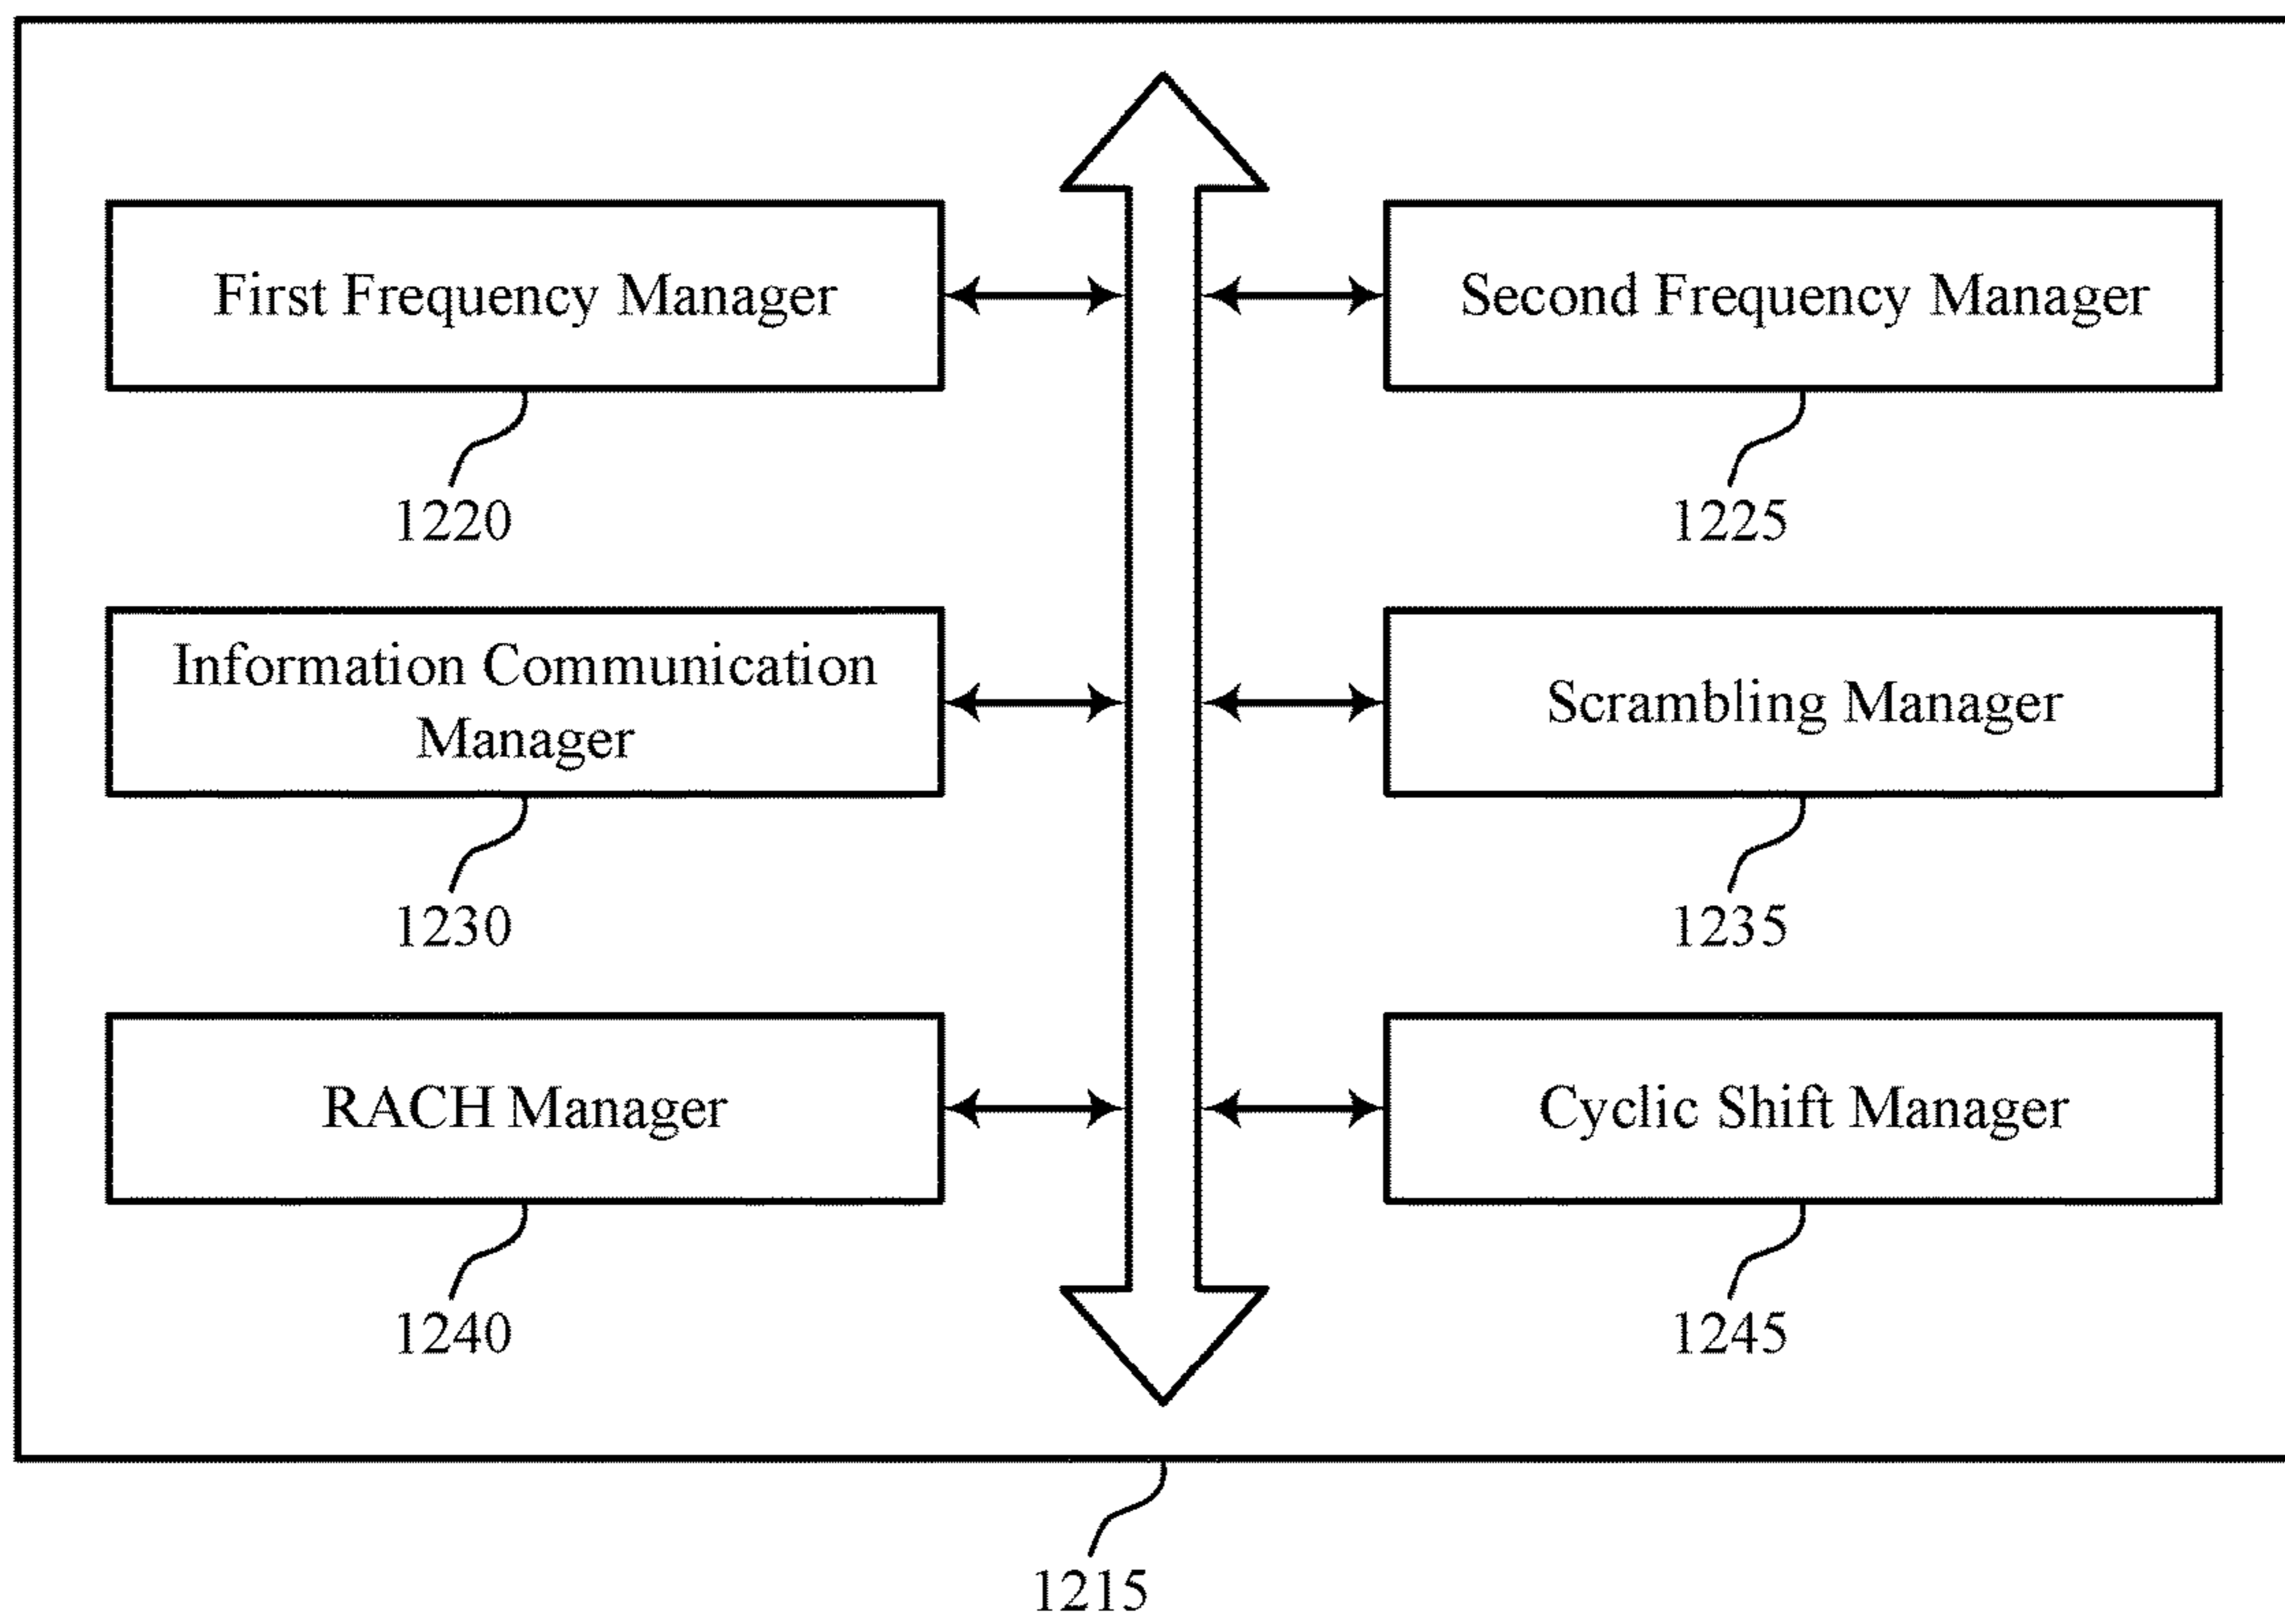 First Frequency Manager
1220
Second Frequency Manager
1225
Information Communication
Manager
1230
Scrambling Manager
1235
RACH Manager
1240
Cyclic Shift Manager
1245
1215